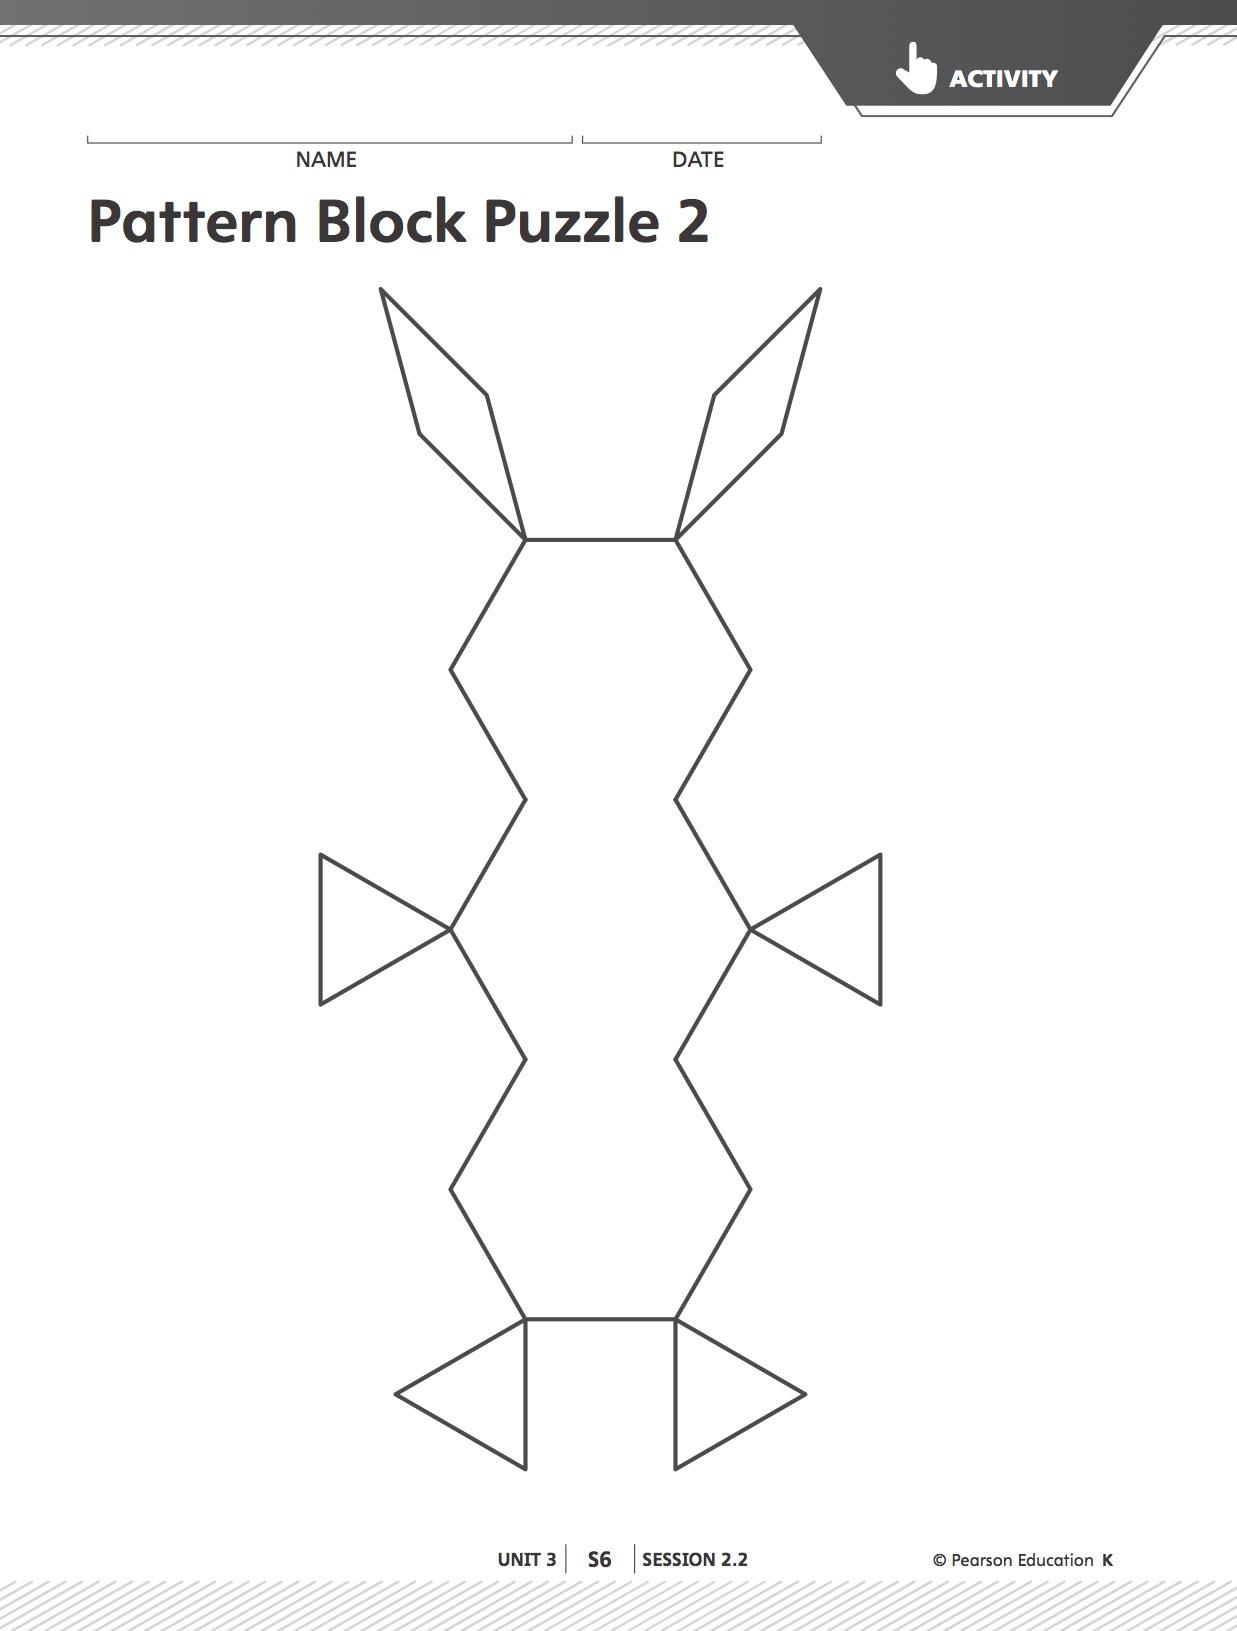 ACTIVITY
NAME DATE
Pattern Block Puzzle 2
UNIT 3 S6 SESSION 2.2 © Pearson Education K